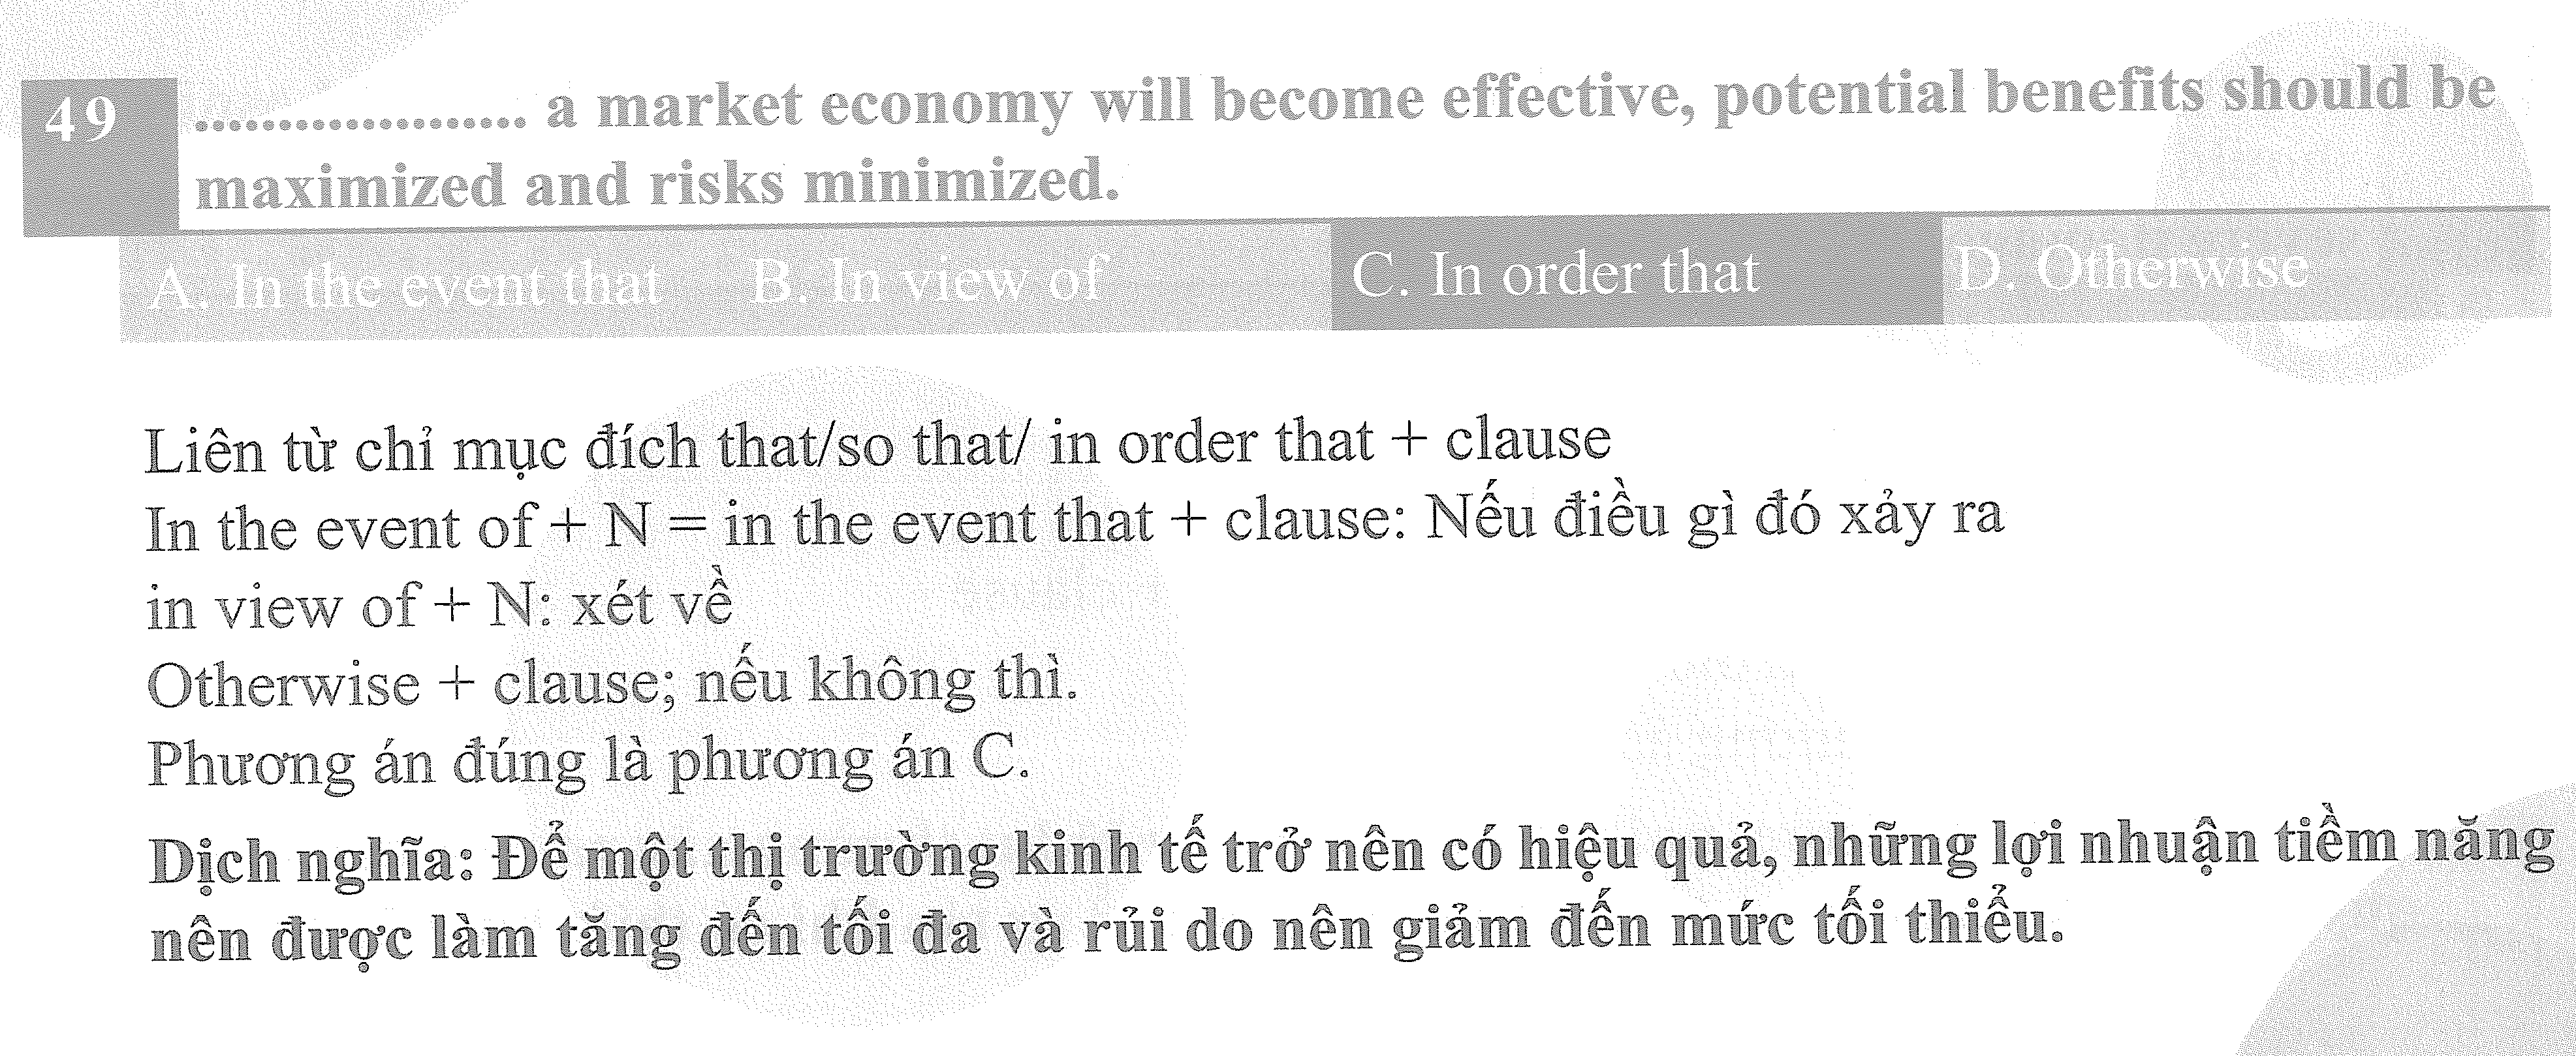 49 .................... a market economy will become effective, potential benefits should be
maximized and risks minimized.
A. In the event that B. In view of C. In order that D. Otherwise
Liên từ chỉ mục đích that/so that/ in order that + clause
In the event of + N = in the event that + clause: Nếu điều gì đó xảy ra
in view of + N: xét về
Otherwise + clause; nếu không thì.
Phương án đúng là phương án C.
Dịch nghĩa: Để một thị trường kinh tế trở nên có hiệu quả, những lợi nhuận tiềm năng
nên được làm tăng đến tối đa và rủi do nên giảm đến mức tối thiểu.